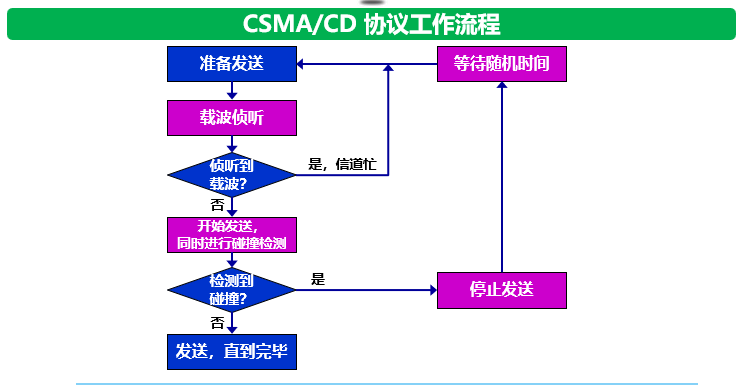 CSMA/CD 协议工作流程
准备发送
等待随机时间
载波侦听
侦听到
载波？
是，信道忙
否
开始发送，
同时进行碰撞检测
检测到
碰撞？
是
停止发送
否
发送，直到完毕